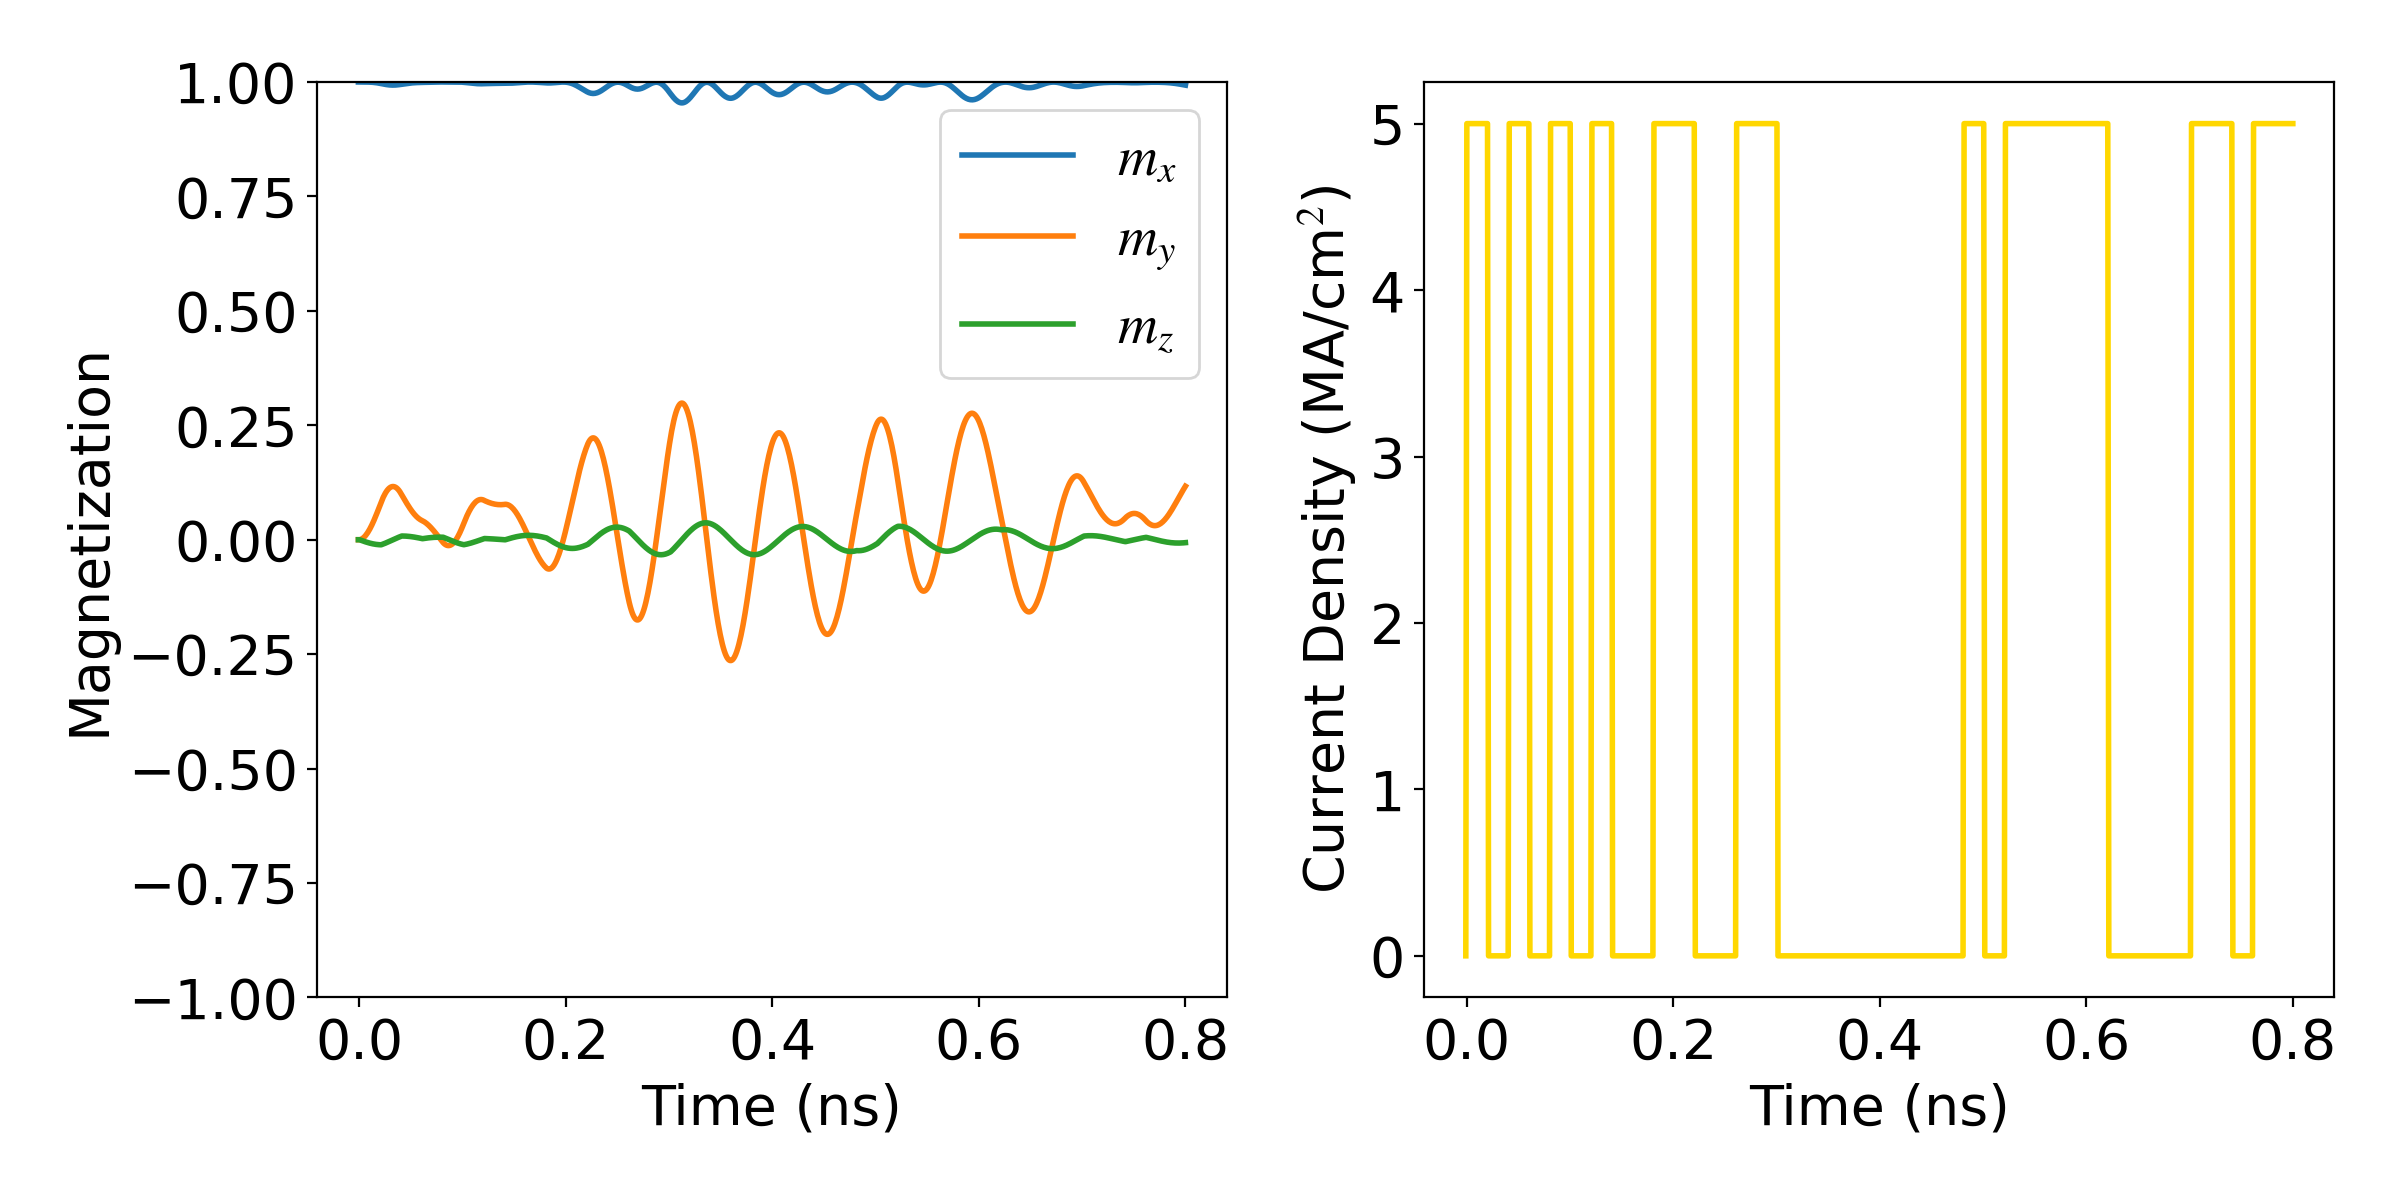 1.00
0.75
0.50
0.25
0.00
−0.25
−0.50
−0.75
−1.00
Magnetization
0.0 0.2 0.4 0.6 0.8
Time (ns)
m_x
m_y
m_z
5
4
3
2
1
0
Current Density (MA/cm²)
0.0 0.2 0.4 0.6 0.8
Time (ns)